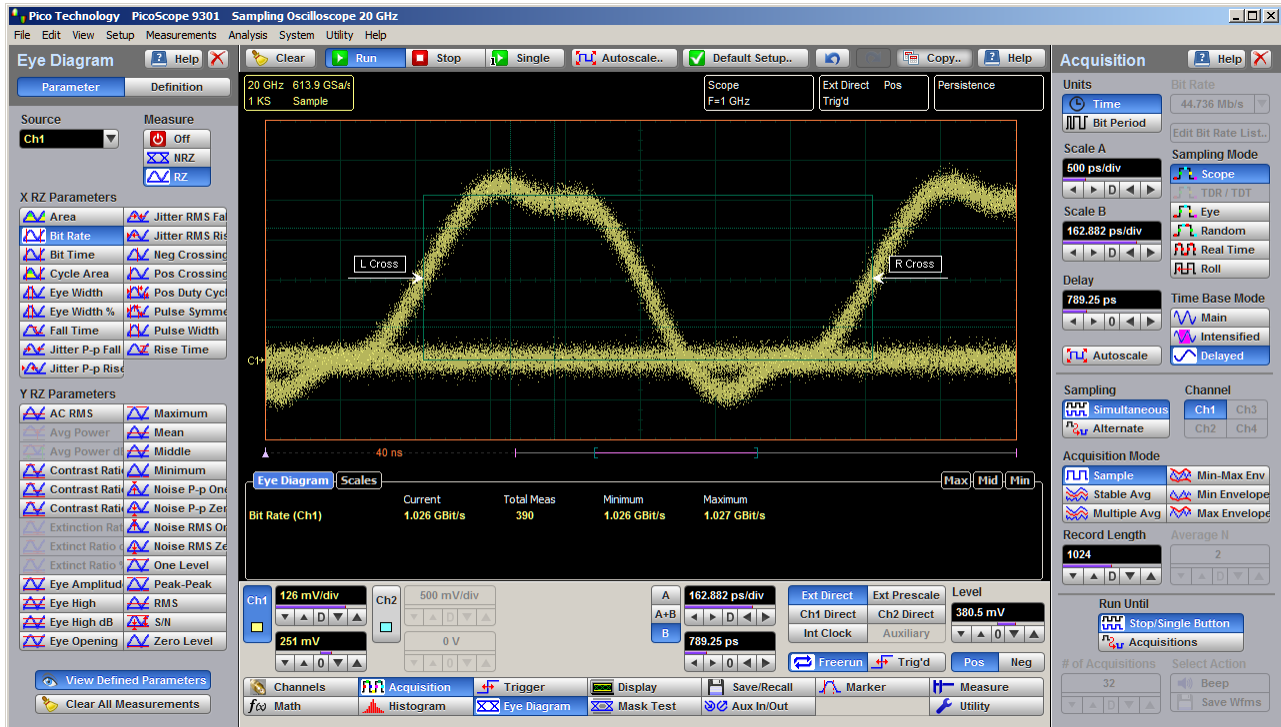 Pico Technology PicoScope 9301 Sampling Oscilloscope 20 GHz
File Edit View Setup Measurements Analysis System Utility Help
Eye Diagram ? Help
Parameter Definition
Source Measure
Ch1 Off
NRZ
RZ
X RZ Parameters
Area Jitter RMS Fal
Bit Rate Jitter RMS Ris
Bit Time Neg Crossing
Cycle Area Pos Crossing
Eye Width Pos Duty Cycl
Eye Width % Pulse Symme
Fall Time Pulse Width
Jitter P-p Fall Rise Time
Jitter P-p Rise
Y RZ Parameters
AC RMS Maximum
Avg Power Mean
Avg Power dB Middle
Contrast Rati Minimum
Contrast Rati Noise P-p One
Contrast Rati Noise P-p Zer
Extinction Rat Noise RMS On
Extinct Ratio d Noise RMS Ze
Extinct Ratio % One Level
Eye Amplitud Peak-Peak
Eye High RMS
Eye High dB S/N
Eye Opening Zero Level
View Defined Parameters
Clear All Measurements
Clear Run Stop Single Autoscale.. Default Setup.. Copy.. ? Help
20 GHz 613.9 GSa/s
1 KS Sample
Scope
F=1 GHz
Ext Direct Pos
Trig'd
Persistence
L Cross
R Cross
C1
40 ns
Eye Diagram Scales Max Mid Min
Current Total Meas Minimum Maximum
Bit Rate (Ch1) 1.026 GBit/s 390 1.026 GBit/s 1.027 GBit/s
Ch1 126 mV/div
251 mV
0
Ch2 500 mV/div
D
0 V
0
A 162.882 ps/div
A+B D
B 789.25 ps
0
Ext Direct Ext Prescale
Ch1 Direct Ch2 Direct
Int Clock Auxiliary
Freerun Trig'd
Level
380.5 mV
0
Pos Neg
Channels Acquisition Trigger Display Save/Recall Marker Measure
f(x) Math Histogram Eye Diagram Mask Test Aux In/Out Utility
Acquisition ? Help
Units Bit Rate
Time 44.736 Mb/s
Bit Period Edit Bit Rate List..
Scale A
500 ps/div
D
Scale B
162.882 ps/div
D
Delay
789.25 ps
0
Autoscale
Sampling Mode
Scope
TDR / TDT
Eye
Random
Real Time
Roll
Time Base Mode
Main
Intensified
Delayed
Sampling Channel
Simultaneous Ch1 Ch3
Alternate Ch2 Ch4
Acquisition Mode
Sample Min-Max Env
Stable Avg Min Envelope
Multiple Avg Max Envelope
Record Length Average N
1024 2
D D
Run Until
Stop/Single Button
Acquisitions
# of Acquisitions Select Action
32 Beep
D Save Wfms